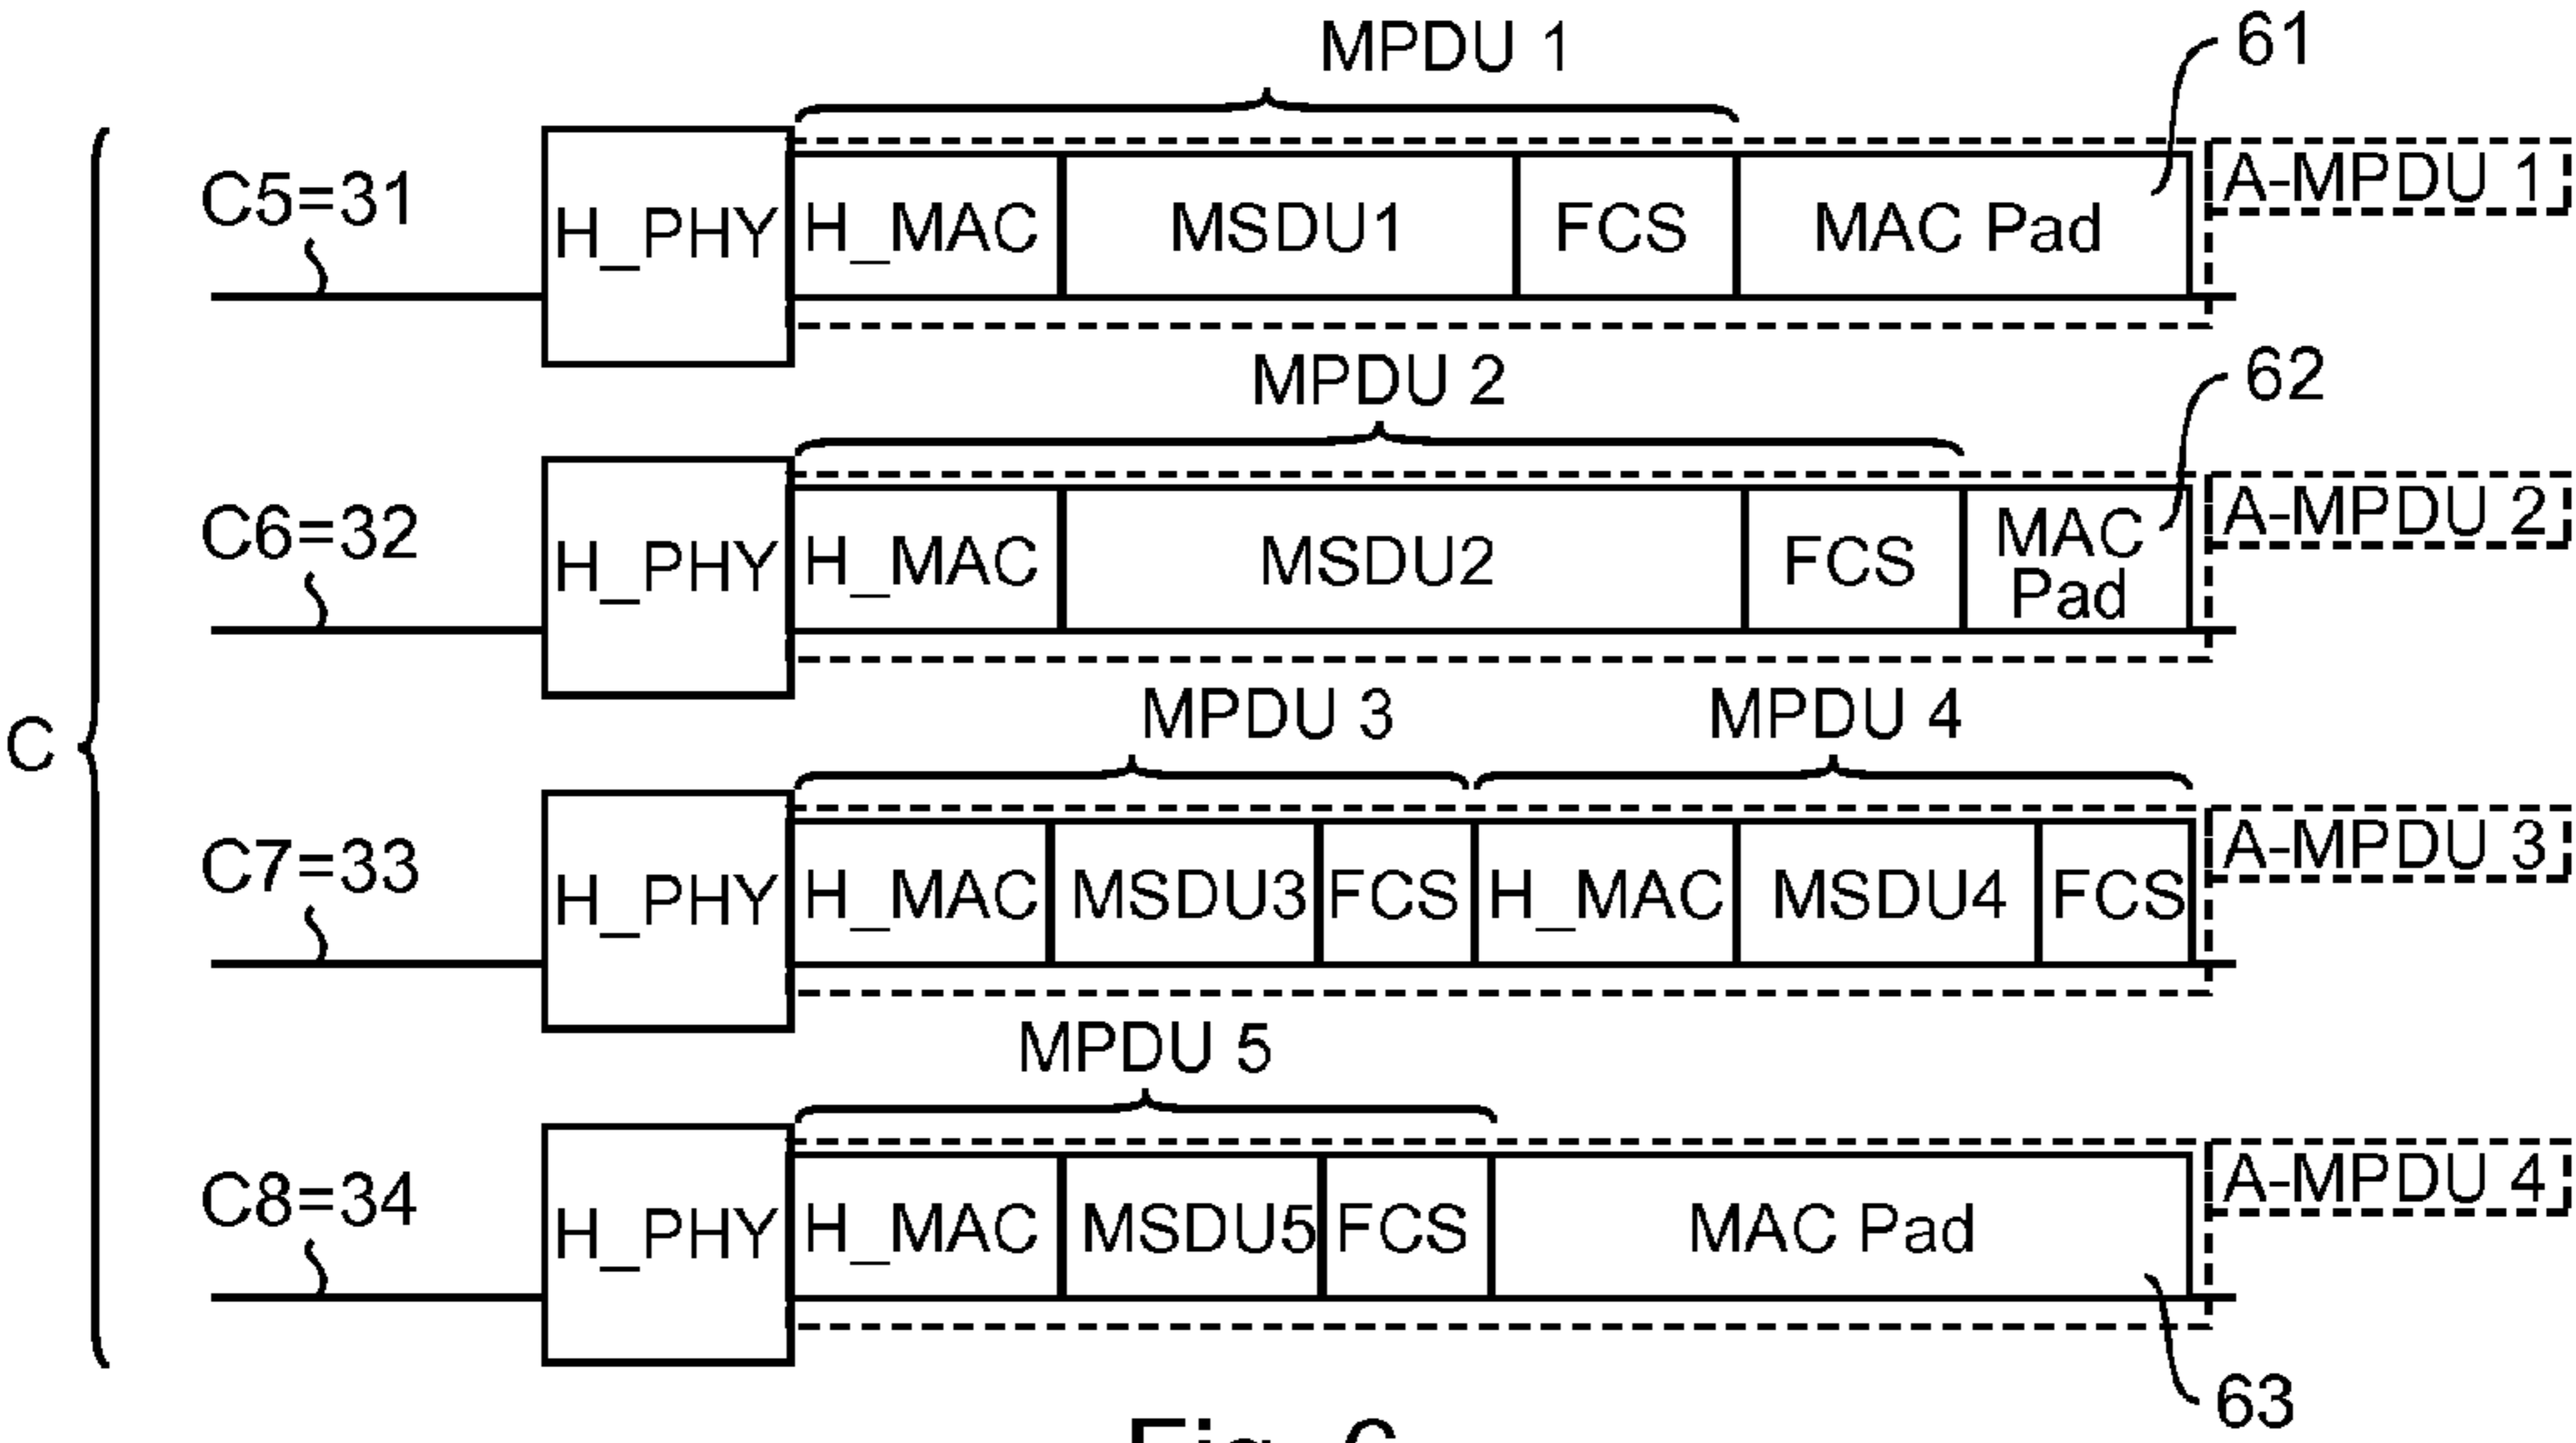 MPDU 1
61
C5=31
H_PHY
H_MAC
MSDU1
FCS
MAC Pad
A-MPDU 1
MPDU 2
62
C6=32
H_PHY
H_MAC
MSDU2
FCS
MAC
Pad
A-MPDU 2
C
MPDU 3
MPDU 4
C7=33
H_PHY
H_MAC
MSDU3
FCS
H_MAC
MSDU4
FCS
A-MPDU 3
MPDU 5
C8=34
H_PHY
H_MAC
MSDU5
FCS
MAC Pad
A-MPDU 4
63